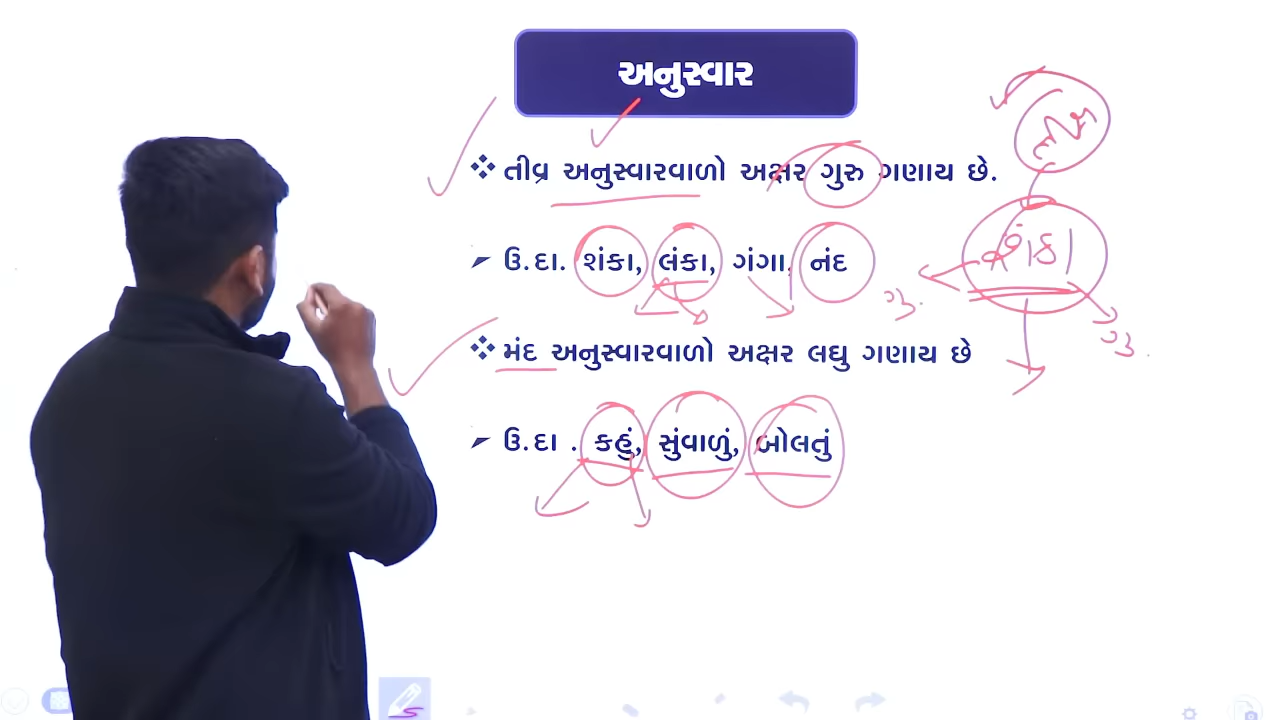 અનુસ્વાર
❖ તીવ્ર અનુસ્વારવાળો અક્ષર ગુરુ ગણાય છે.
➢ ઉ.દા. શંકા, લંકા, ગંગા, નંદ
શંકા
❖ મંદ અનુસ્વારવાળો અક્ષર લઘુ ગણાય છે
➢ ઉ.દા . કહું, સુંવાળું, બોલતું